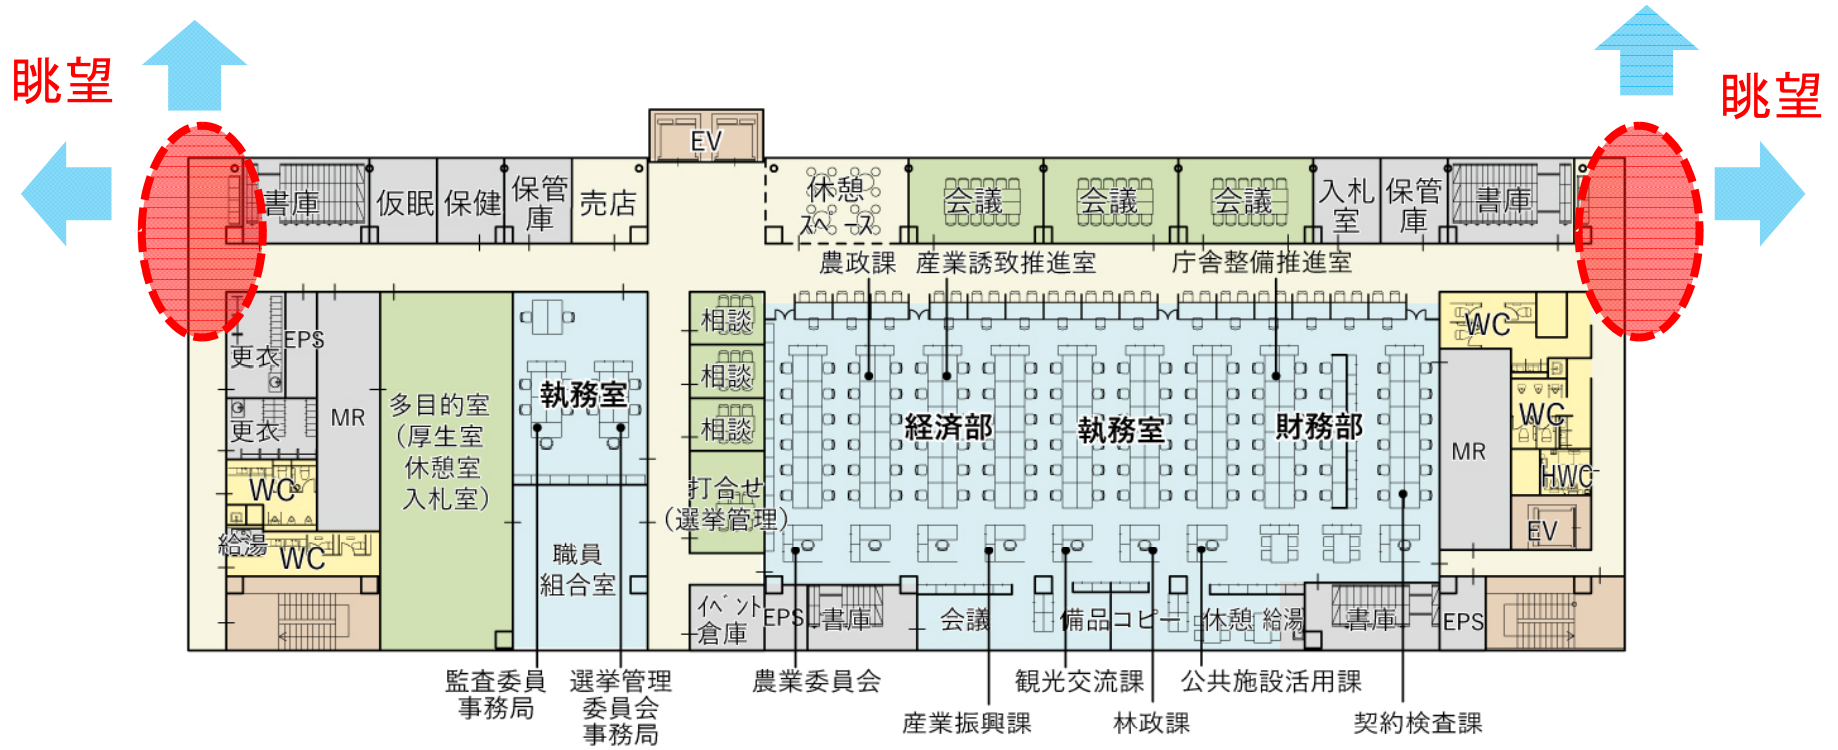 眺望
眺望
EV
書庫
仮眠
保健
保管
庫
売店
休憩
スペース
会議
会議
会議
入札
室
保管
庫
書庫
農政課
産業誘致推進室
庁舎整備推進室
更衣
EPS
更衣
MR
WC
給湯
WC
多目的室
(厚生室
休憩室
入札室)
執務室
職員
組合室
相談
相談
相談
打合せ
(選挙管理)
イベント
倉庫
EPS
書庫
経済部
執務室
財務部
会議
備品コピー
休憩
給湯
書庫
EPS
WC
WC
MR
HWC
EV
監査委員
事務局
選挙管理
委員会
事務局
農業委員会
産業振興課
観光交流課
林政課
公共施設活用課
契約検査課